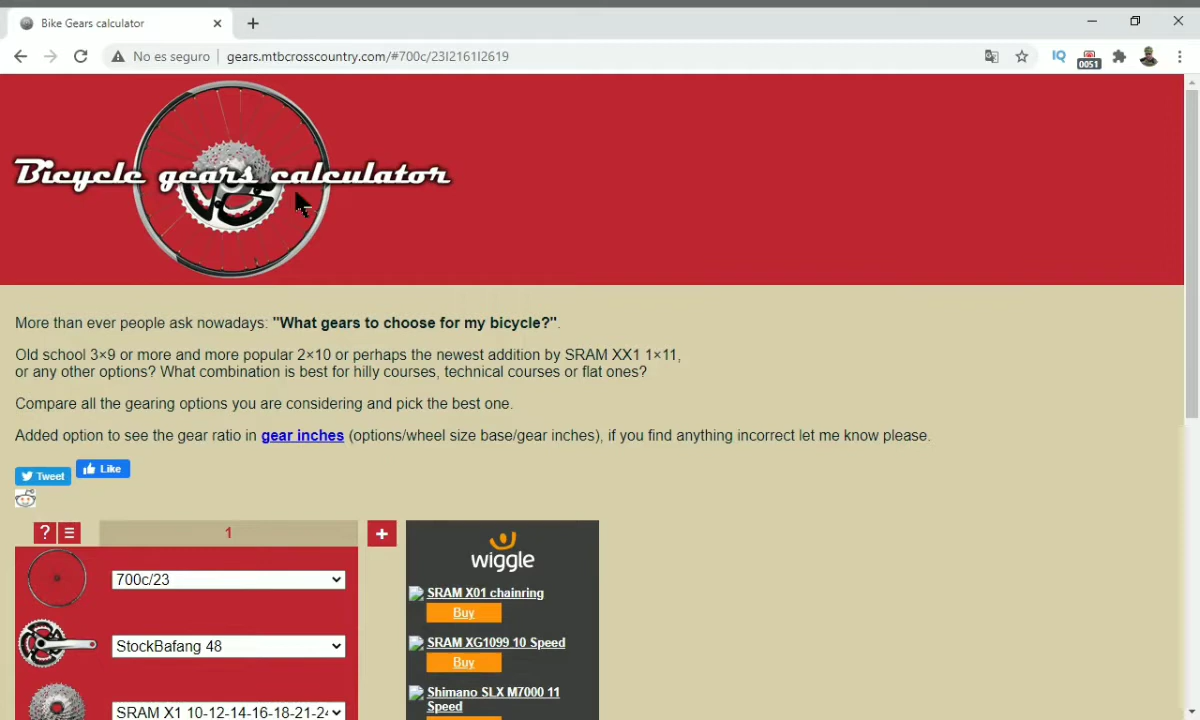 Bike Gears calculator
No es seguro
gears.mtbcrosscountry.com/#700c/23I2161I2619
IQ
0051
Bicycle gears calculator
More than ever people ask nowadays: "What gears to choose for my bicycle?".
Old school 3×9 or more and more popular 2×10 or perhaps the newest addition by SRAM XX1 1×11,
or any other options? What combination is best for hilly courses, technical courses or flat ones?
Compare all the gearing options you are considering and pick the best one.
Added option to see the gear ratio in gear inches (options/wheel size base/gear inches), if you find anything incorrect let me know please.
Tweet
Like
?
1
+
wiggle
700c/23
SRAM X01 chainring
Buy
StockBafang 48
SRAM XG1099 10 Speed
Buy
Shimano SLX M7000 11
Speed
SRAM X1 10-12-14-16-18-21-24